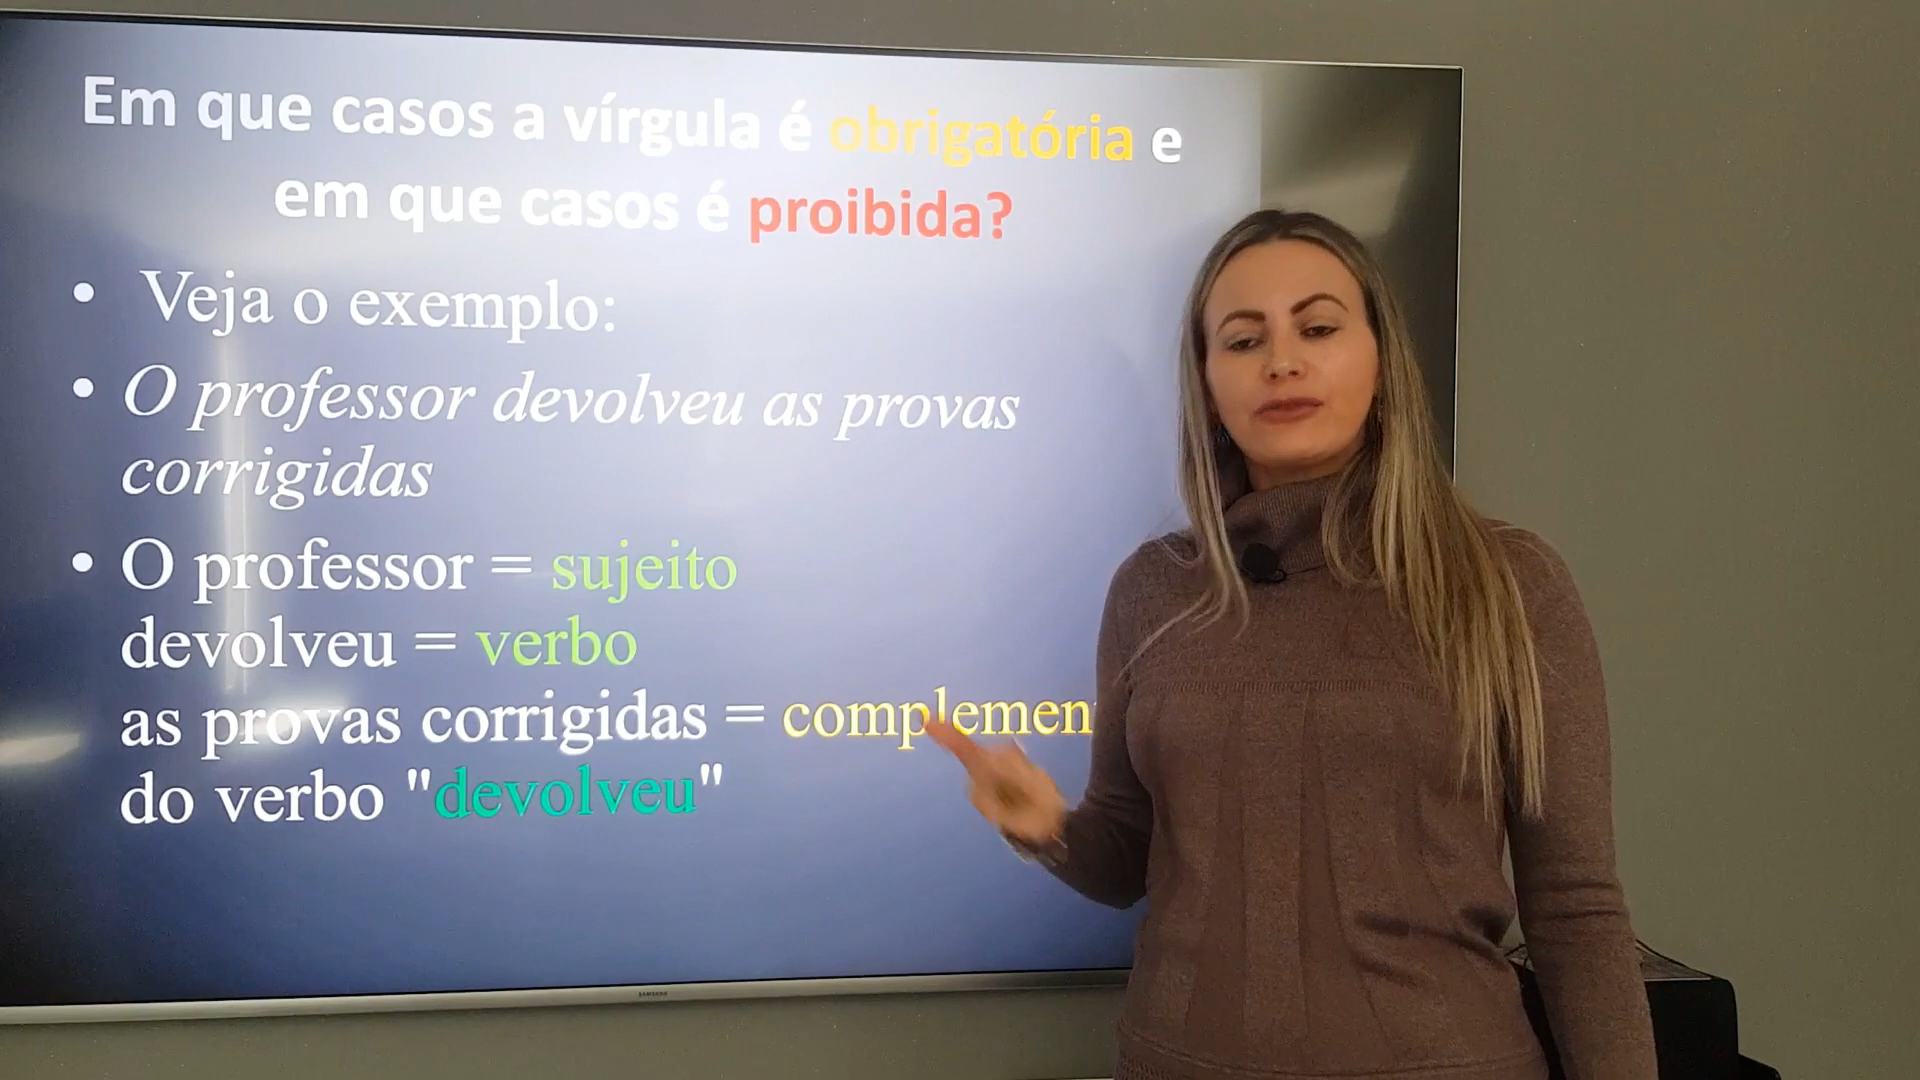 Em que casos a vírgula é obrigatória e
em que casos é proibida?
• Veja o exemplo:
• O professor devolveu as provas
corrigidas
• O professor = sujeito
devolveu = verbo
as provas corrigidas = complemen
do verbo "devolveu"
SAMSUNG